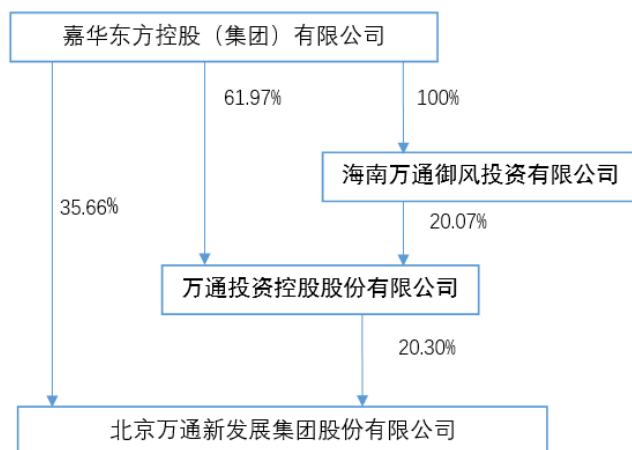 嘉华东方控股（集团）有限公司
61.97%
100%
海南万通御风投资有限公司
35.66%
20.07%
万通投资控股股份有限公司
20.30%
北京万通新发展集团股份有限公司